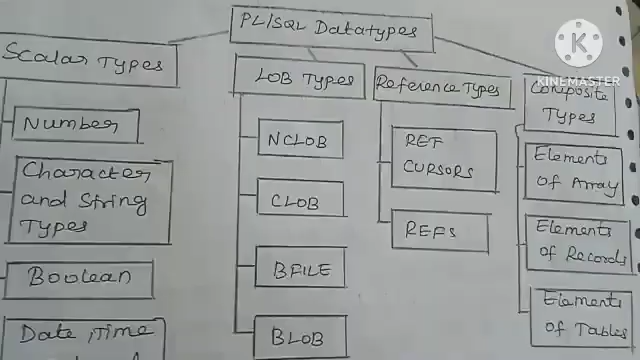 PL/SQL Datatypes
Scalar Types
Number
Character
and String
Types
Boolean
Date, Time
LOB Types
NCLOB
CLOB
BFILE
BLOB
Reference Types
REF
CURSORS
REFS
Composite
Types
Elements
of Array
Elements
of Records
Elements
of Tables
K
KINEMASTER